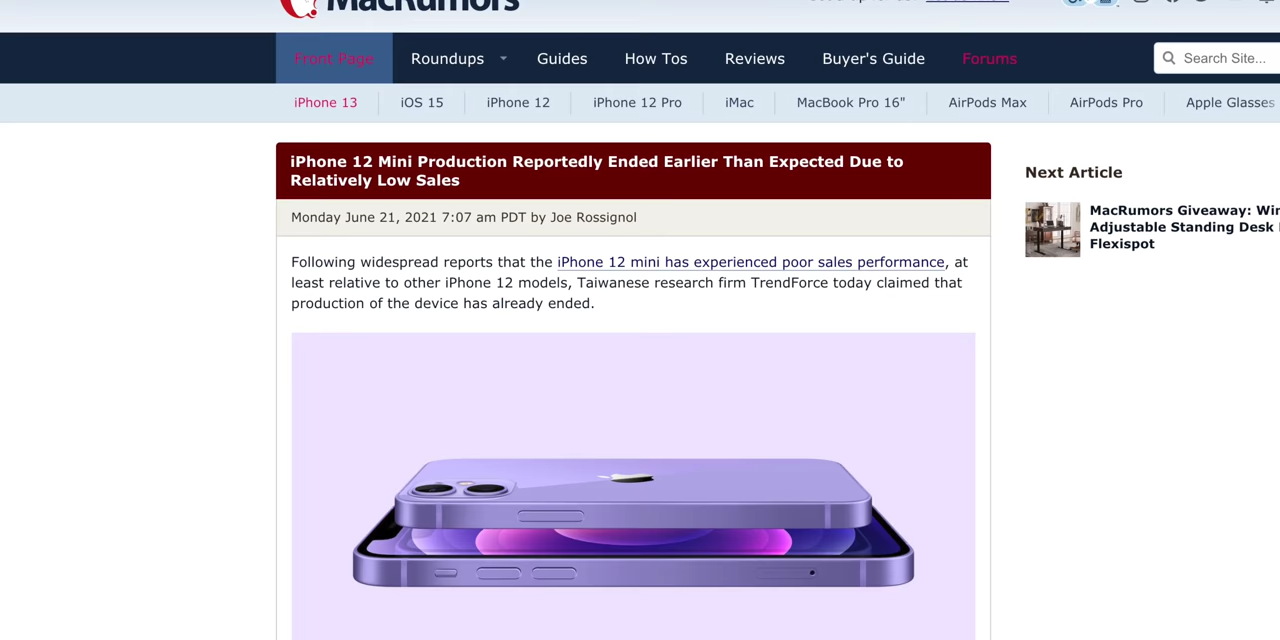 MacRumors
Front Page
Roundups
Guides
How Tos
Reviews
Buyer's Guide
Forums
Search Site...
iPhone 13
iOS 15
iPhone 12
iPhone 12 Pro
iMac
MacBook Pro 16"
AirPods Max
AirPods Pro
Apple Glasses
iPhone 12 Mini Production Reportedly Ended Earlier Than Expected Due to
Relatively Low Sales
Monday June 21, 2021 7:07 am PDT by Joe Rossignol
Following widespread reports that the iPhone 12 mini has experienced poor sales performance, at
least relative to other iPhone 12 models, Taiwanese research firm TrendForce today claimed that
production of the device has already ended.
Next Article
MacRumors Giveaway: Win
Adjustable Standing Desk
Flexispot